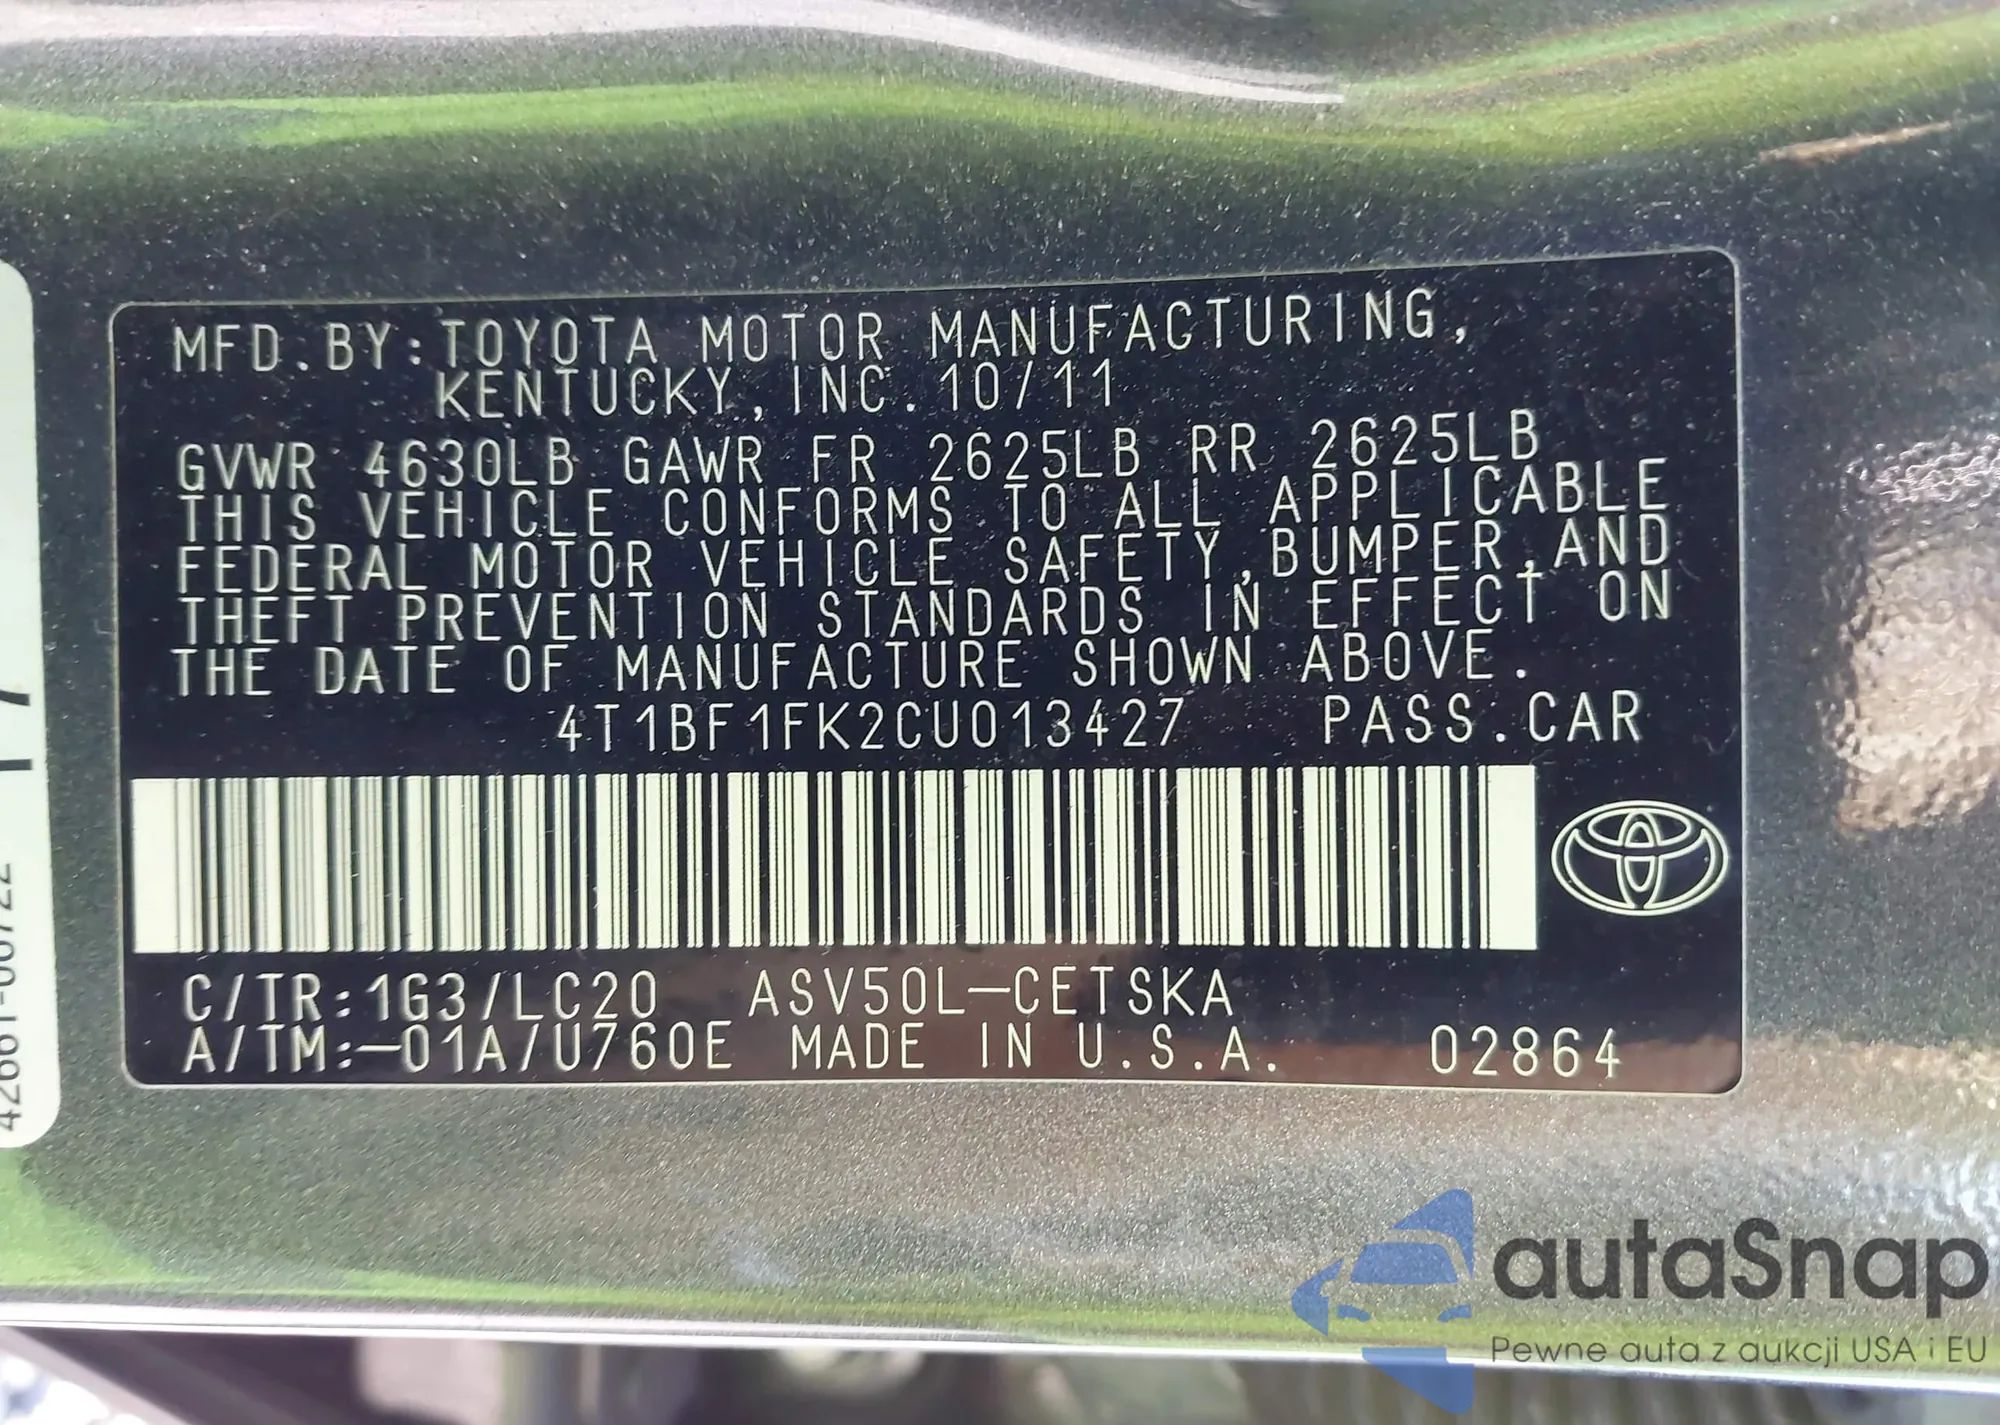 MFD.BY:TOYOTA MOTOR MANUFACTURING,
KENTUCKY, INC. 10/11
GVWR 4630LB GAWR FR 2625LB RR 2625LB
THIS VEHICLE CONFORMS TO ALL APPLICABLE
FEDERAL MOTOR VEHICLE SAFETY,BUMPER,AND
THEFT PREVENTION STANDARDS IN EFFECT ON
THE DATE OF MANUFACTURE SHOWN ABOVE.
4T1BF1FK2CU013427 PASS.CAR
C/TR:1G3/LC20 ASV50L-CETSKA
A/TM:-01A/U760E MADE IN U.S.A. 02864
17
autaSnap
Pewne auta z aukcji USA i EU